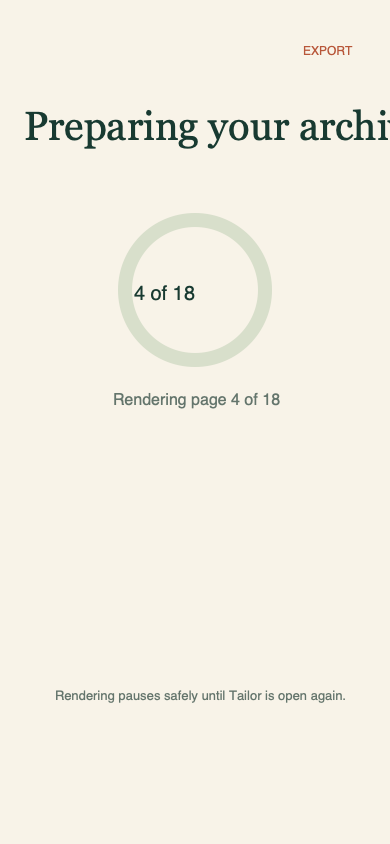 EXPORT
Preparing your archi
4 of 18
Rendering page 4 of 18
Rendering pauses safely until Tailor is open again.